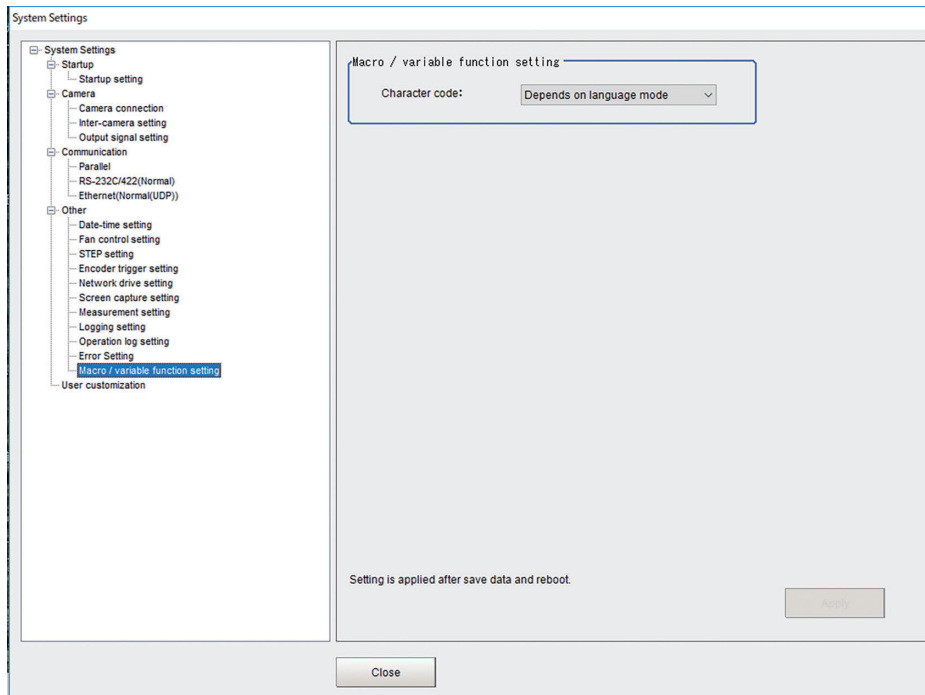 System Settings
System Settings
Startup
Startup setting
Camera
Camera connection
Inter-camera setting
Output signal setting
Communication
Parallel
RS-232C/422(Normal)
Ethernet(Normal(UDP))
Other
Date-time setting
Fan control setting
STEP setting
Encoder trigger setting
Network drive setting
Screen capture setting
Measurement setting
Logging setting
Operation log setting
Error Setting
Macro / variable function setting
User customization
Macro / variable function setting
Character code: Depends on language mode
Setting is applied after save data and reboot.
Apply
Close